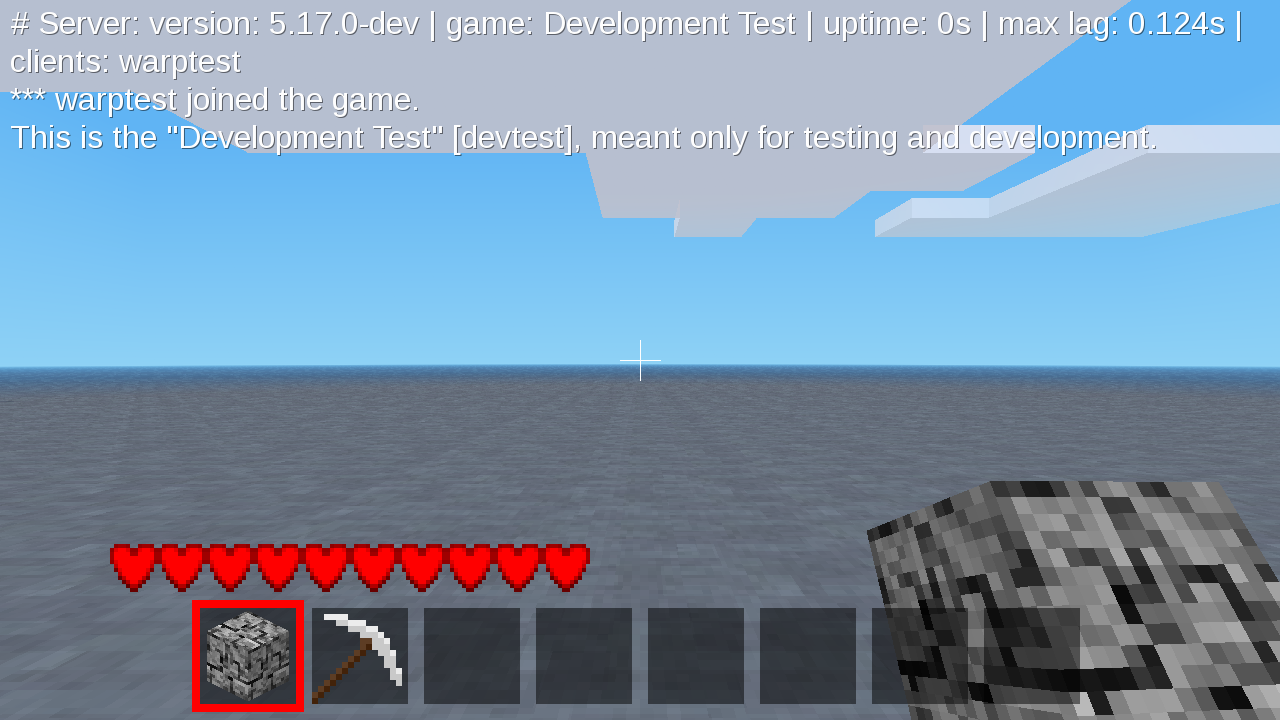 # Server: version: 5.17.0-dev | game: Development Test | uptime: 0s | max lag: 0.124s |
clients: warptest
*** warptest joined the game.
This is the "Development Test" [devtest], meant only for testing and development.